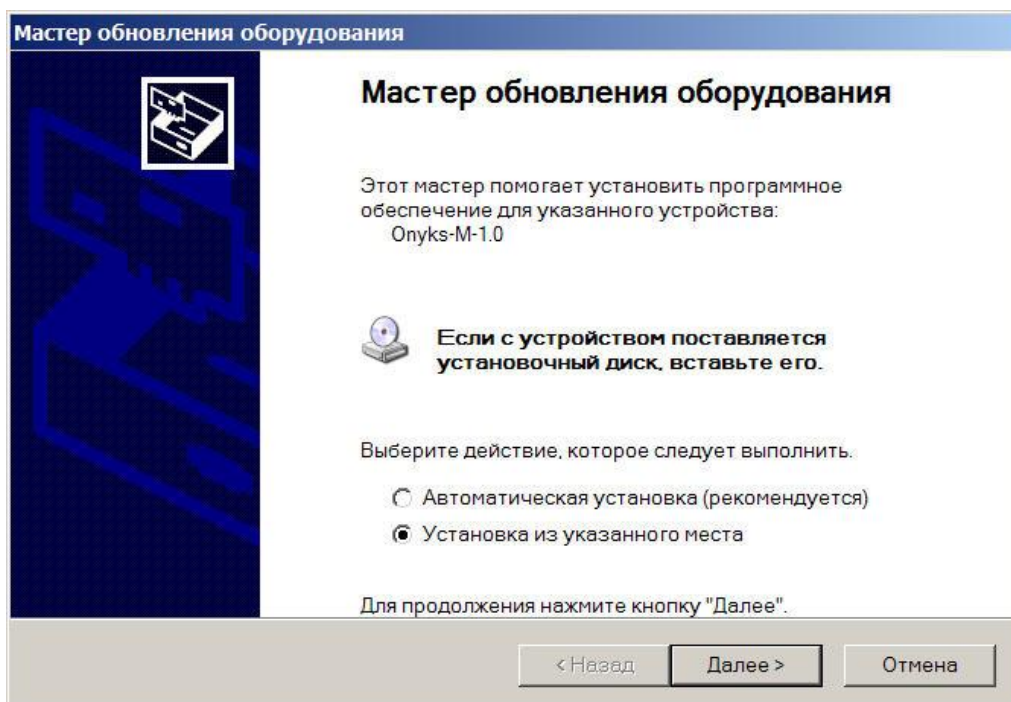 Мастер обновления оборудования
Мастер обновления оборудования
Этот мастер помогает установить программное
обеспечение для указанного устройства:
Onyks-M-1.0
Если с устройством поставляется
установочный диск, вставьте его.
Выберите действие, которое следует выполнить.
Автоматическая установка (рекомендуется)
Установка из указанного места
Для продолжения нажмите кнопку "Далее".
< Назад Далее > Отмена